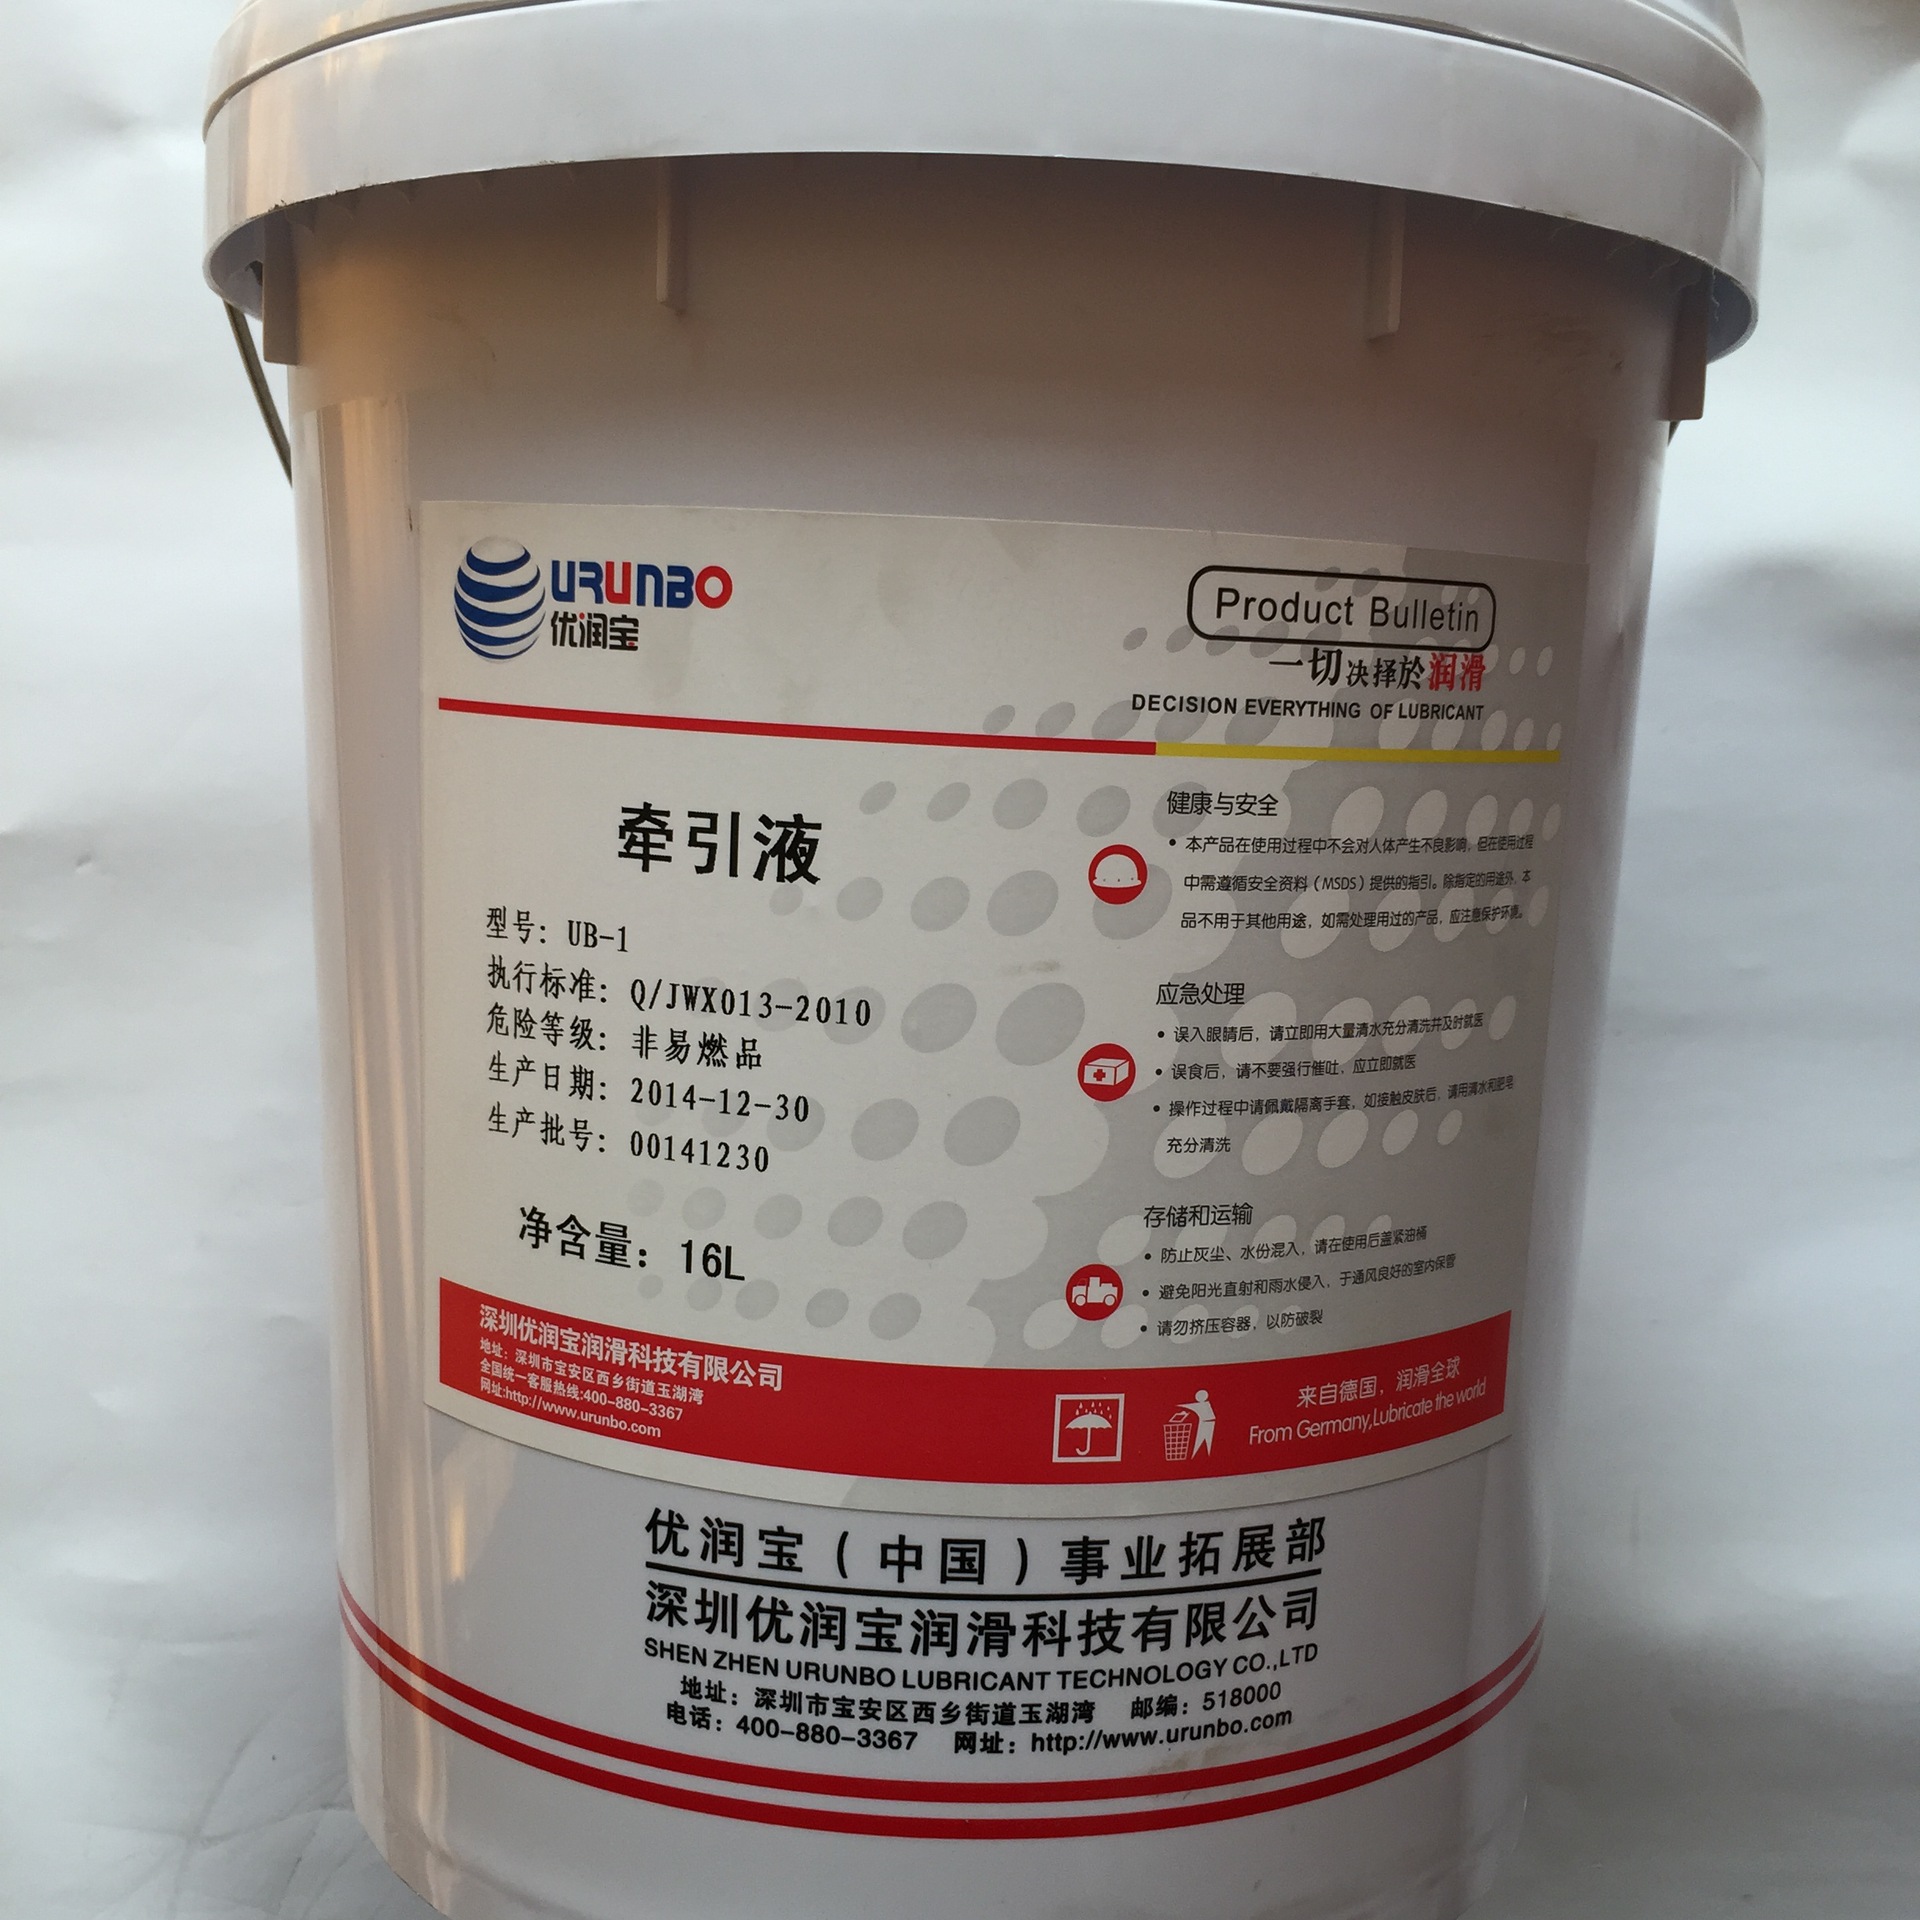 URUNBO
优润宝
Product Bulletin
一切决择於润滑
DECISION EVERYTHING OF LUBRICANT
牵引液
型号：UB-1
执行标准：Q/JWX013-2010
危险等级：非易燃品
生产日期：2014-12-30
生产批号：00141230
净含量：16L
健康与安全
• 本产品在使用过程中不会对人体产生不良影响，但在使用过程
中需遵循安全资料（MSDS）提供的指引。除指定的用途外，本
品不用于其他用途，如需处理用过的产品，应注意保护环境。
应急处理
• 误入眼睛后，请立即用大量清水充分清洗并及时就医
• 误食后，请不要强行催吐，应立即就医
• 操作过程中请佩戴隔离手套，如接触皮肤后，请用清水和肥皂
充分清洗
存储和运输
• 防止灰尘、水份混入，请在使用后盖紧油桶
• 避免阳光直射和雨水侵入，于通风良好的室内保管
• 请勿挤压容器，以防破裂
深圳优润宝润滑科技有限公司
地址：深圳市宝安区西乡街道玉湖湾
全国统一客服热线:400-880-3367
网址:http://www.urunbo.com
来自德国，润滑全球
From Germany,Lubricate the world
优润宝（中国）事业拓展部
深圳优润宝润滑科技有限公司
SHEN ZHEN URUNBO LUBRICANT TECHNOLOGY CO.,LTD
地址：深圳市宝安区西乡街道玉湖湾 邮编：518000
电话：400-880-3367 网址：http://www.urunbo.com